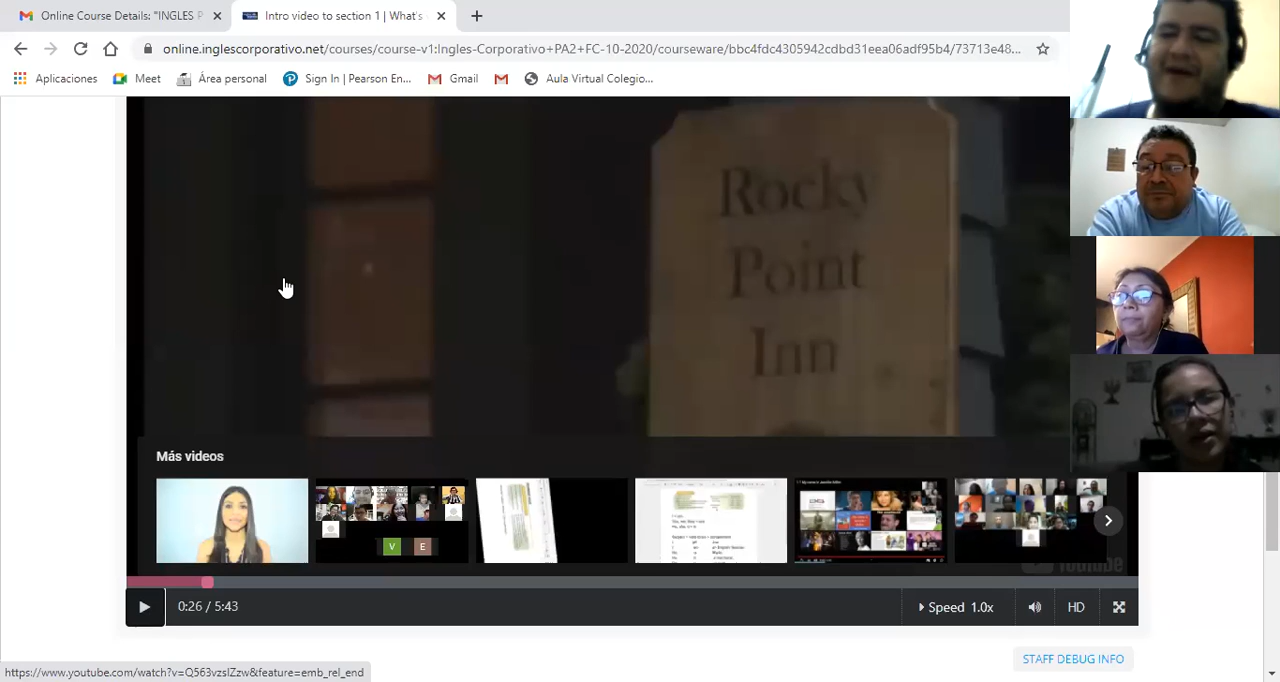 Online Course Details: "INGLES P
Intro video to section 1 | What's
online.inglescorporativo.net/courses/course-v1:Ingles-Corporativo+PA2+FC-10-2020/courseware/bbc4fdc4305942cdbd31eea06adf95b4/73713e48...
Aplicaciones Meet Área personal Sign In | Pearson En... Gmail Aula Virtual Colegio...
Rocky
Point
Inn
Más videos
V E
YouTube
0:26 / 5:43 Speed 1.0x HD
STAFF DEBUG INFO
https://www.youtube.com/watch?v=Q563vzslZzw&feature=emb_rel_end